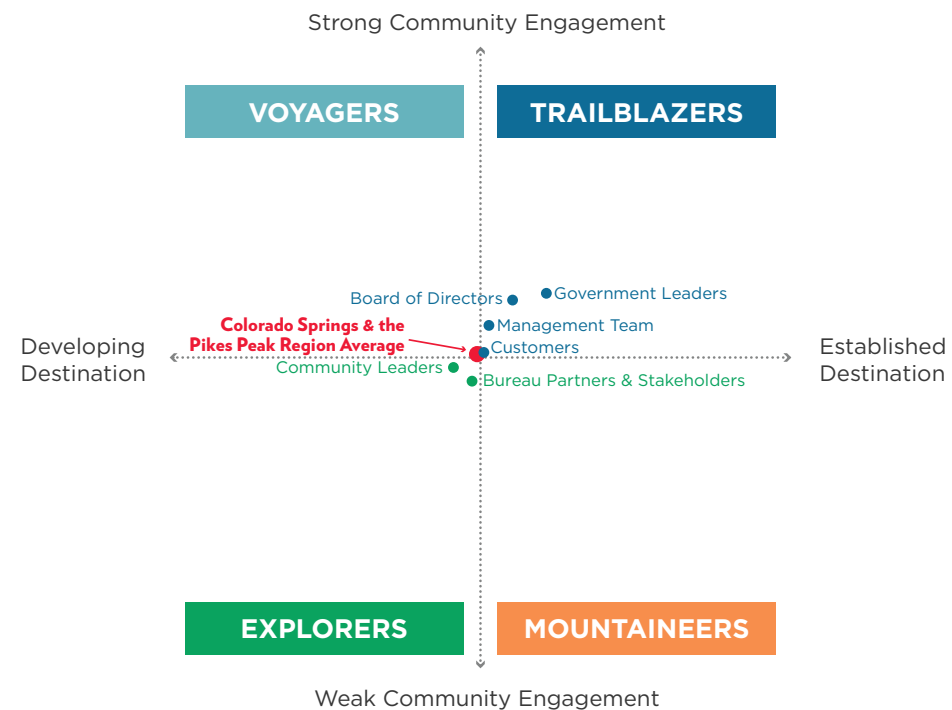 Strong Community Engagement
VOYAGERS
TRAILBLAZERS
Government Leaders
Board of Directors
Colorado Springs & the
Pikes Peak Region Average
Management Team
Customers
Developing
Destination
Established
Destination
Community Leaders
Bureau Partners & Stakeholders
EXPLORERS
MOUNTAINEERS
Weak Community Engagement